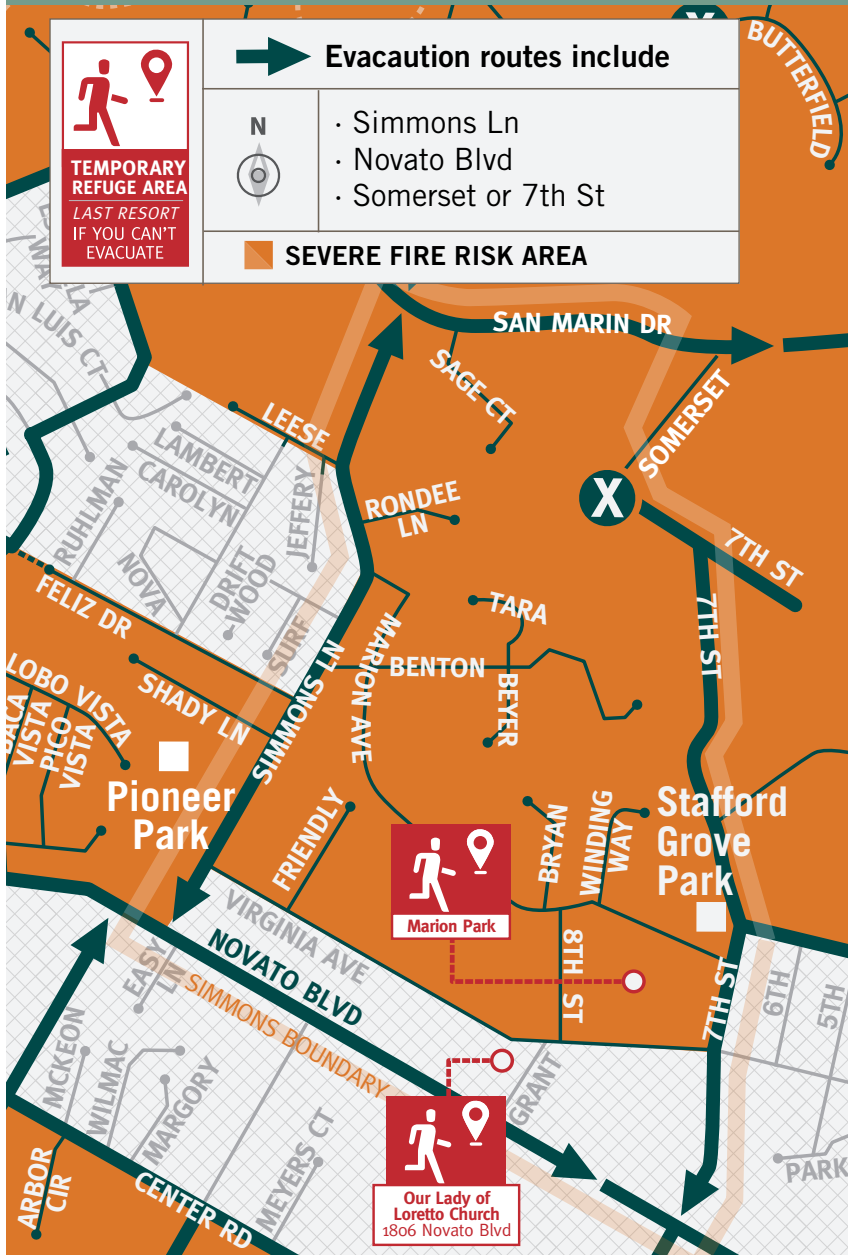 Evacaution routes include
TEMPORARY
REFUGE AREA
LAST RESORT
IF YOU CAN'T
EVACUATE
N
· Simmons Ln
· Novato Blvd
· Somerset or 7th St
SEVERE FIRE RISK AREA
X
BUTTERFIELD
N LUIS CT
SAN MARIN DR
SAGE CT
SOMERSET
LEESE
LAMBERT
CAROLYN
JEFFERY
RUHLMAN
NOVA
DRIFT
WOOD
SURF
RONDEE
LN
X
7TH ST
7TH ST
FELIZ DR
SHADY LN
LOBO VISTA
BACA
VISTA
PICO
VISTA
SIMMONS LN
MARION AVE
TARA
BENTON
BEYER
Pioneer
Park
FRIENDLY
BRYAN
WINDING
WAY
Stafford
Grove
Park
Marion Park
VIRGINIA AVE
NOVATO BLVD
8TH ST
7TH ST
6TH
5TH
EASY
LN
SIMMONS BOUNDARY
MCKEON
WILMAC
MARGORY
GRANT
MEYERS CT
PARK
ARBOR
CIR
CENTER RD
Our Lady of
Loretto Church
1806 Novato Blvd